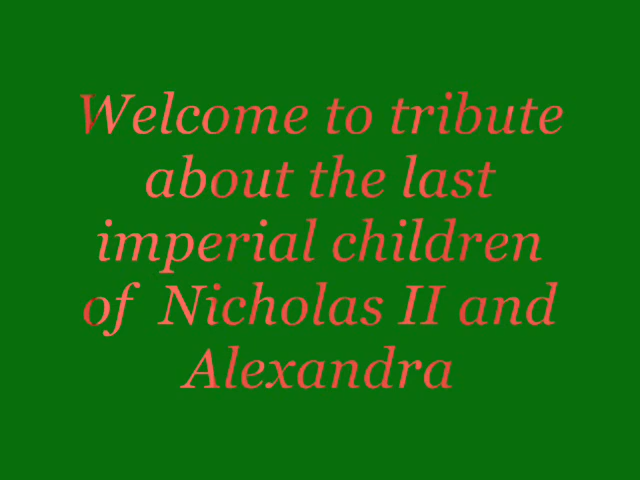 Welcome to tribute
about the last
imperial children
of Nicholas II and
Alexandra